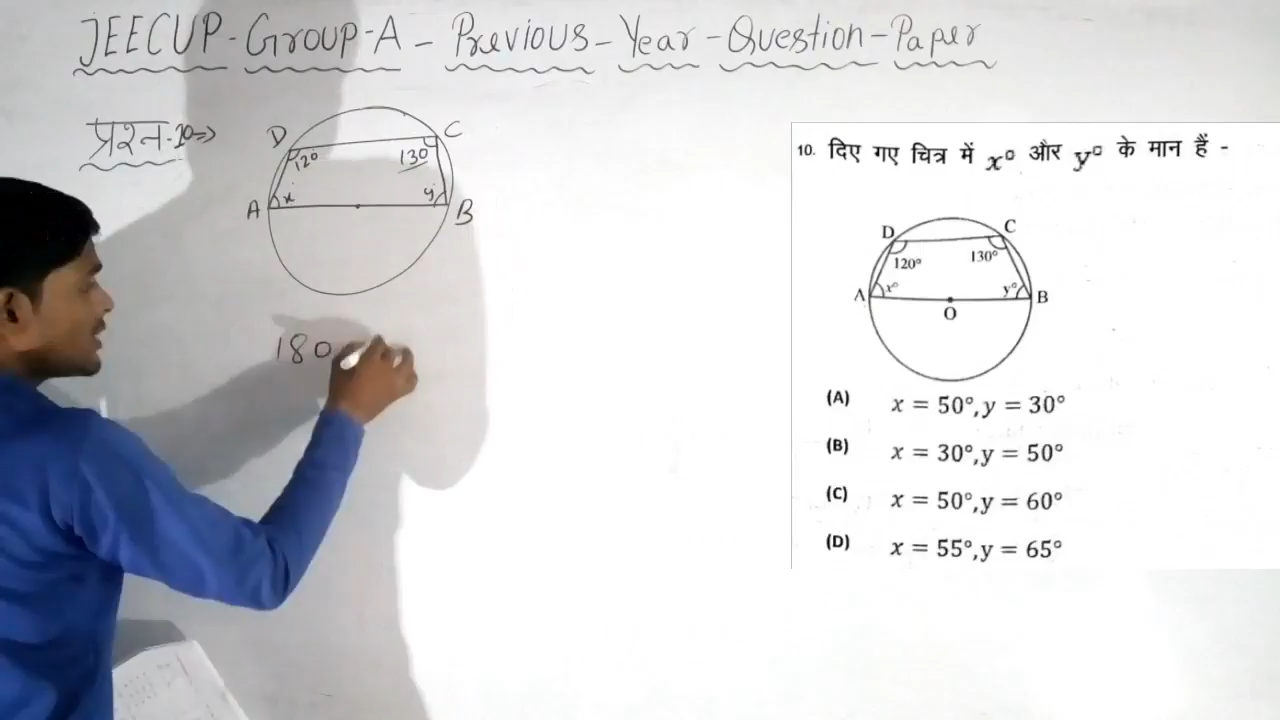 JEECUP-Group-A-Previous-Year-Question-Paper
प्रश्न-10⇒
D
C
120
130
A
x
y
B
180
10. दिए गए चित्र में x° और y° के मान हैं -
D
C
120°
130°
A
x°
y°
B
O
(A) x = 50°, y = 30°
(B) x = 30°, y = 50°
(C) x = 50°, y = 60°
(D) x = 55°, y = 65°